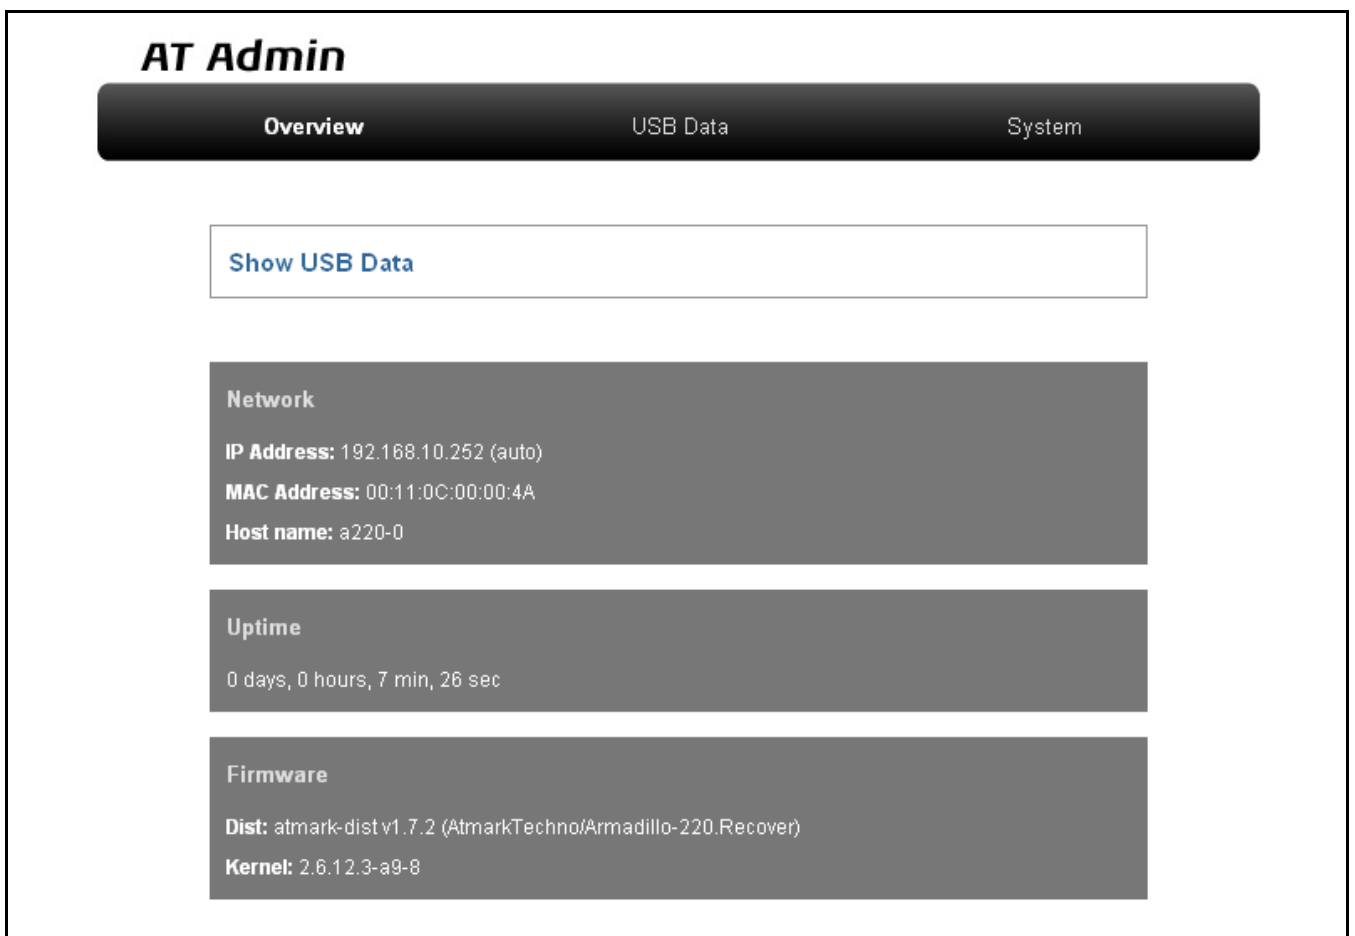 AT Admin
Overview USB Data System
Show USB Data
Network
IP Address: 192.168.10.252 (auto)
MAC Address: 00:11:0C:00:00:4A
Host name: a220-0
Uptime
0 days, 0 hours, 7 min, 26 sec
Firmware
Dist: atmark-dist v1.7.2 (AtmarkTechno/Armadillo-220.Recover)
Kernel: 2.6.12.3-a9-8